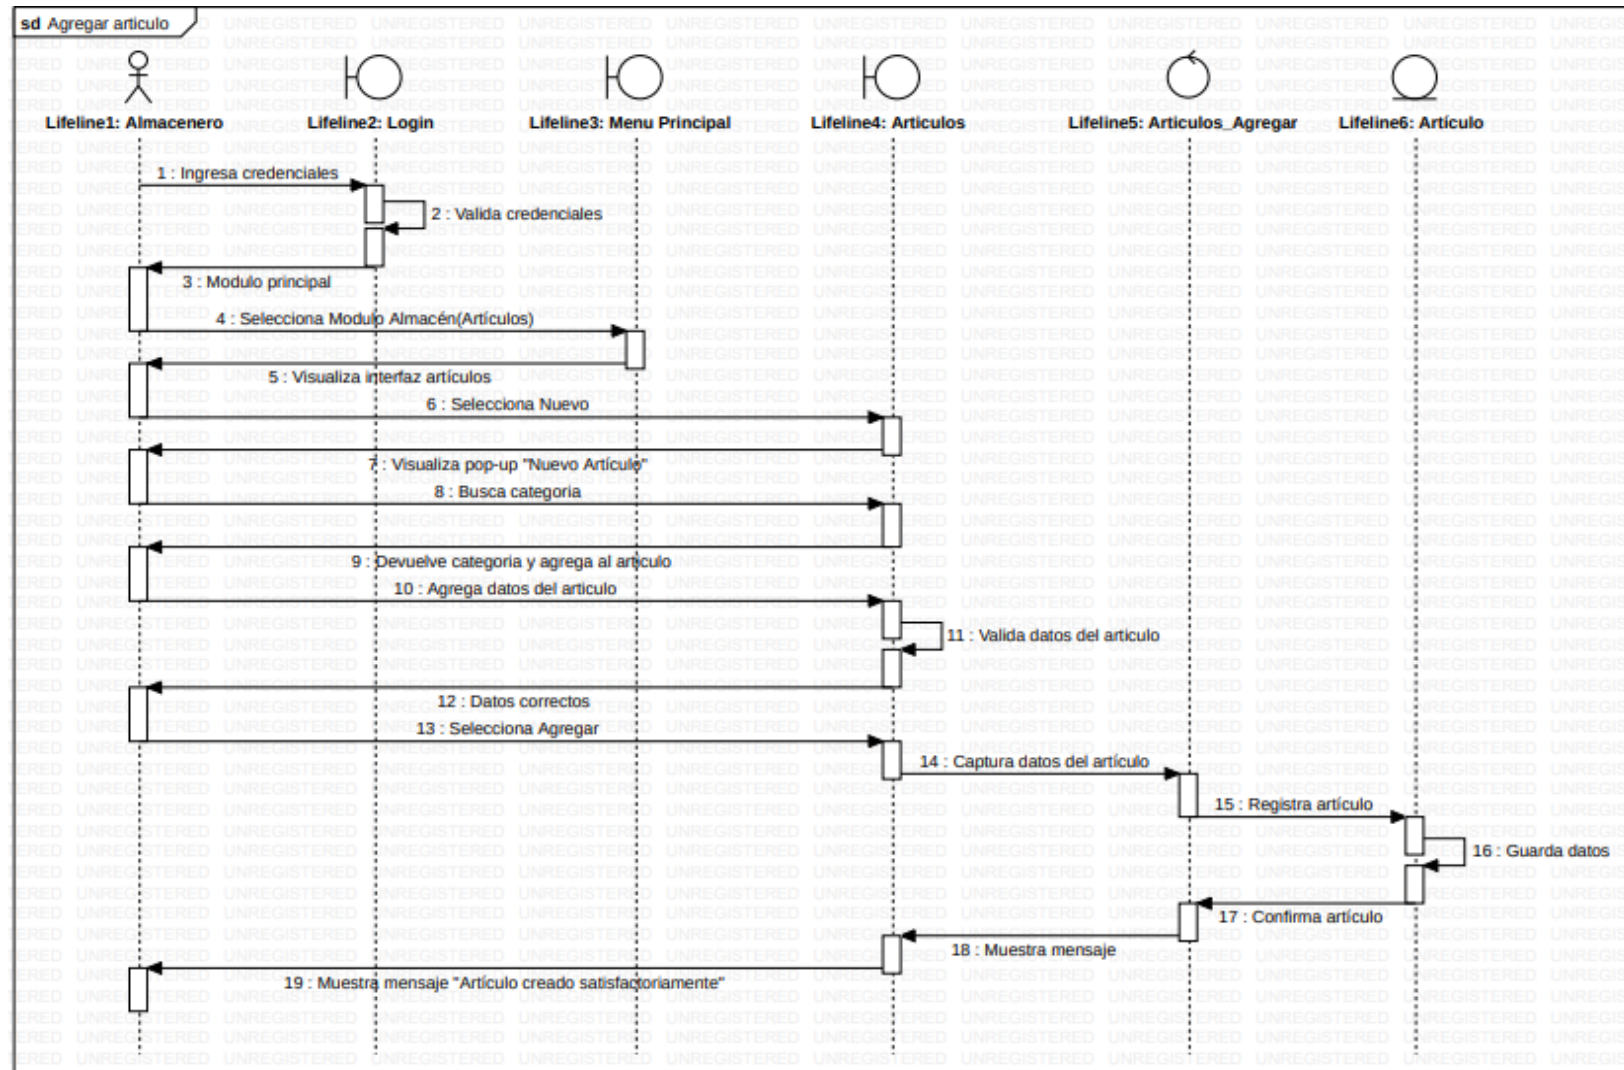 sd Agregar articulo
Lifeline1: Almacenero
Lifeline2: Login
Lifeline3: Menu Principal
Lifeline4: Articulos
Lifeline5: Articulos_Agregar
Lifeline6: Artículo
1 : Ingresa credenciales
2 : Valida credenciales
3 : Modulo principal
4 : Selecciona Modulo Almacén(Artículos)
5 : Visualiza interfaz artículos
6 : Selecciona Nuevo
7 : Visualiza pop-up "Nuevo Artículo"
8 : Busca categoria
9 : Devuelve categoria y agrega al articulo
10 : Agrega datos del articulo
11 : Valida datos del articulo
12 : Datos correctos
13 : Selecciona Agregar
14 : Captura datos del artículo
15 : Registra artículo
16 : Guarda datos
17 : Confirma artículo
18 : Muestra mensaje
19 : Muestra mensaje "Artículo creado satisfactoriamente"
UNREGISTERED